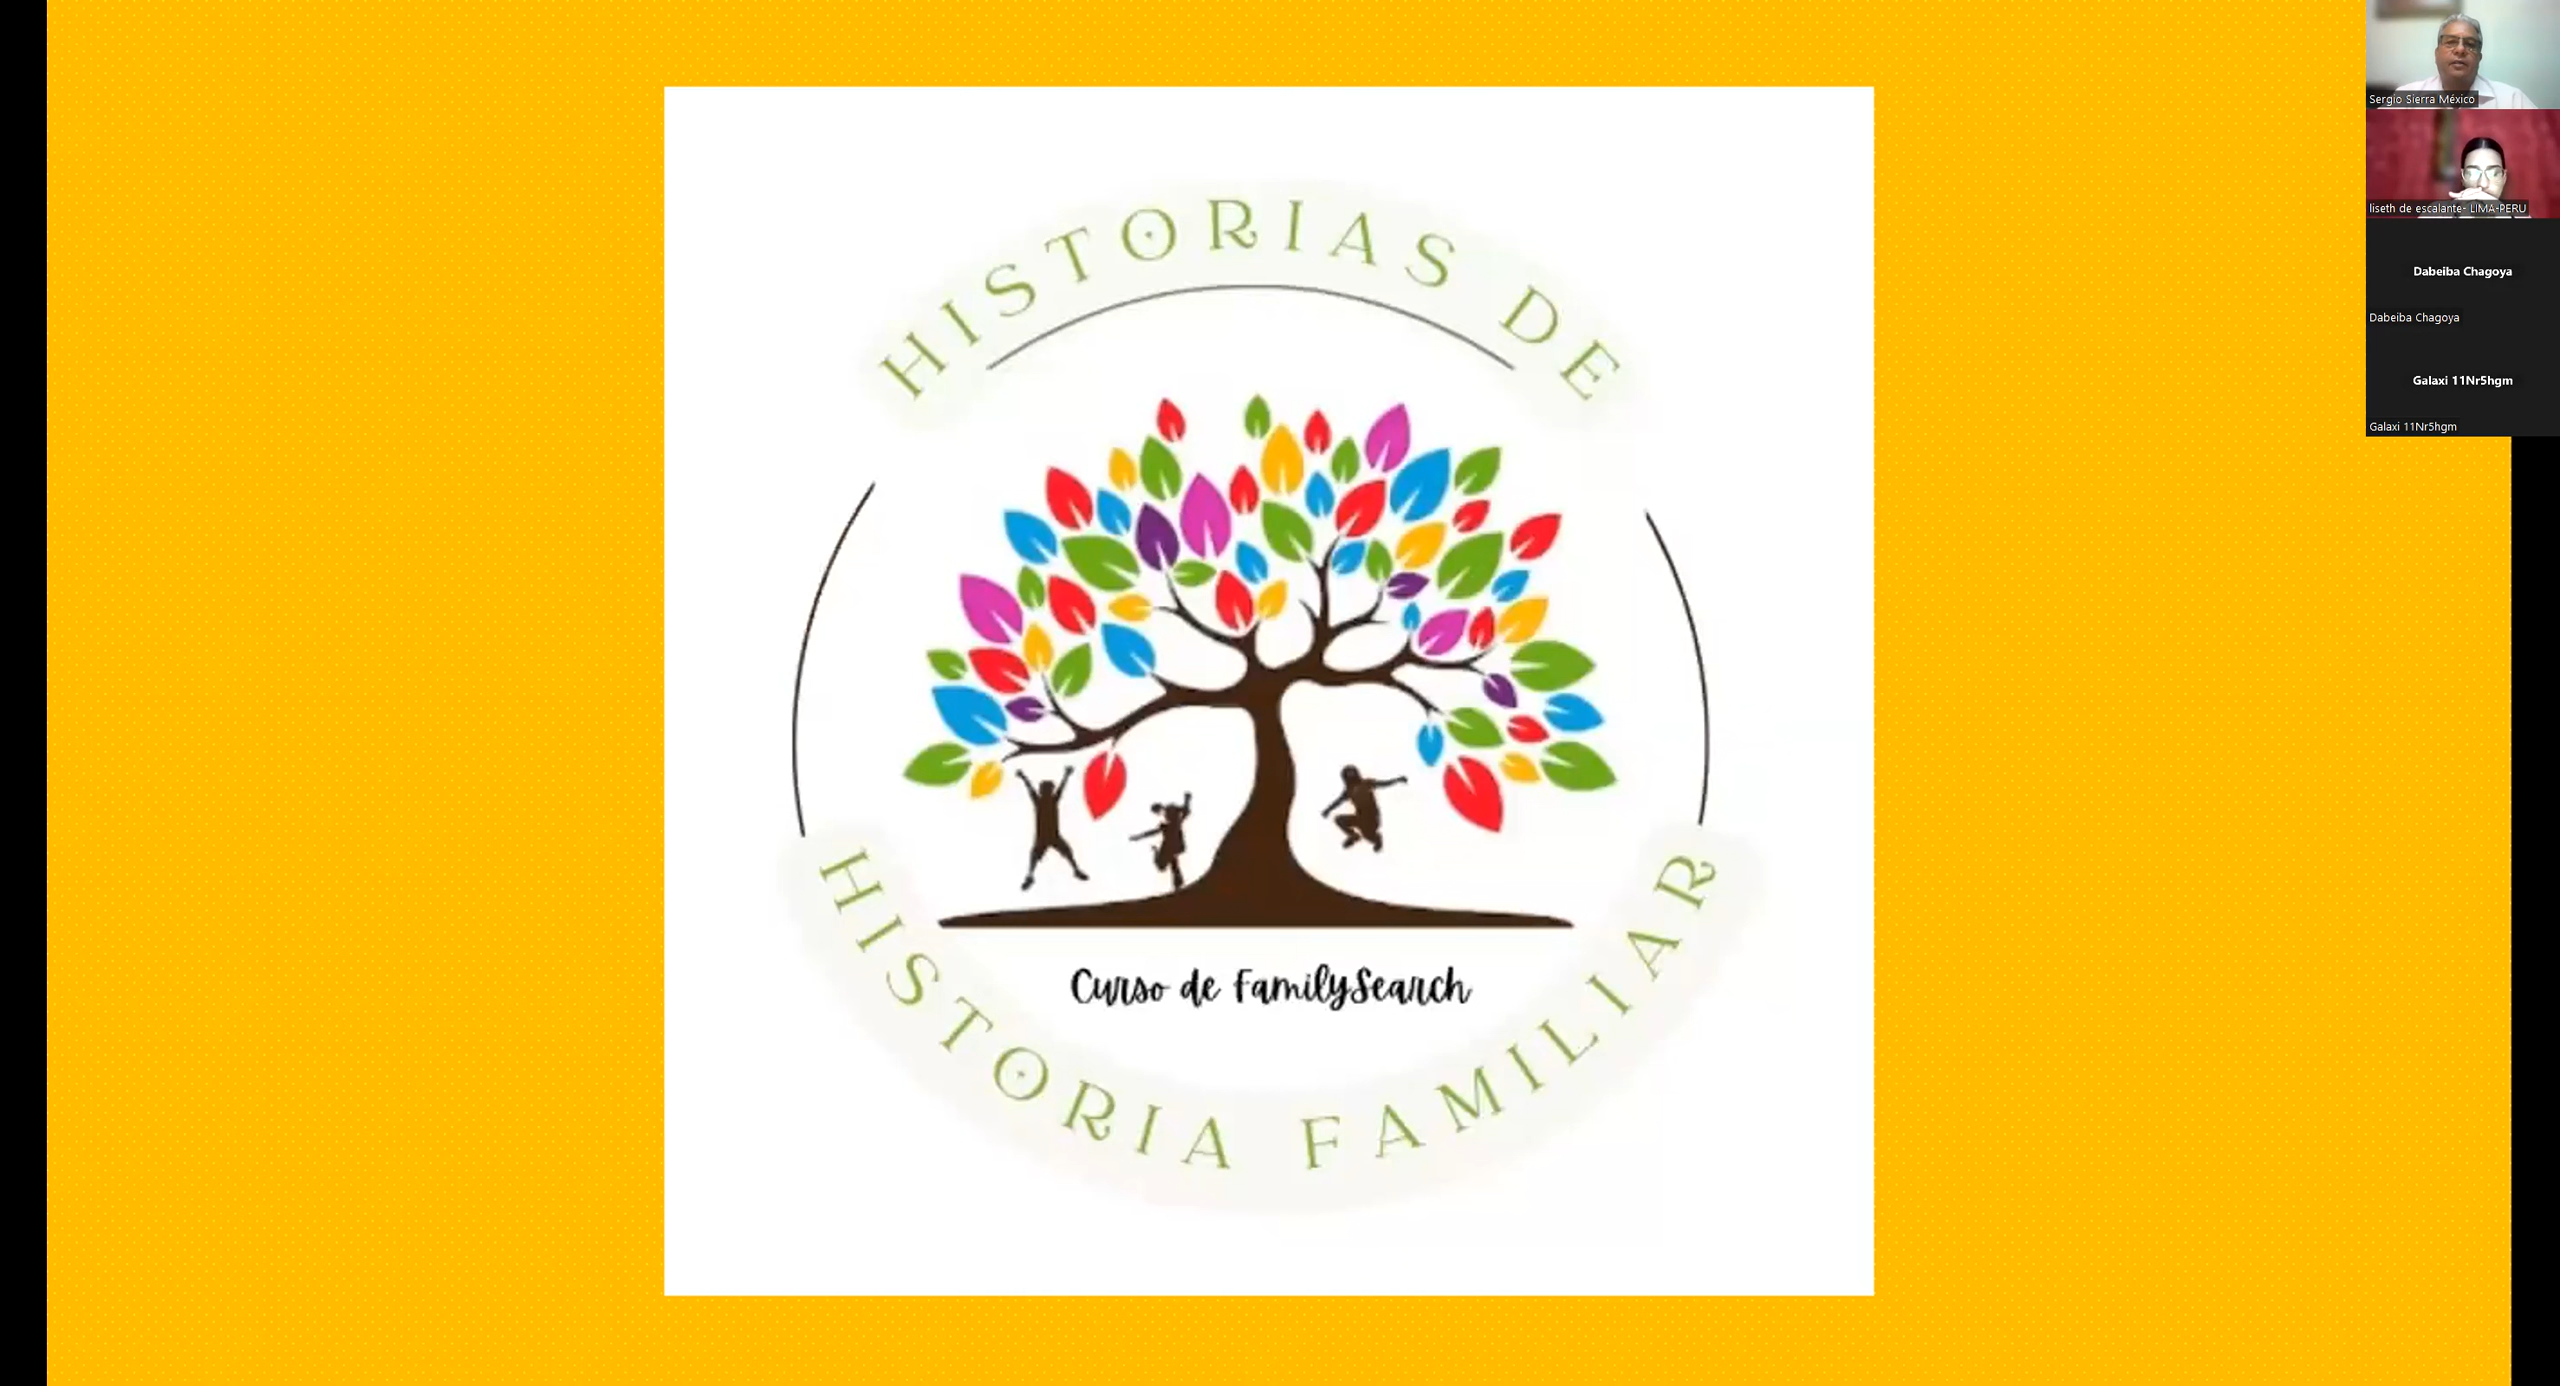 HISTORIAS DE
Curso de FamilySearch
HISTORIA FAMILIAR
Sergio Sierra México
liseth de escalante- LIMA-PERU
Dabeiba Chagoya
Dabeiba Chagoya
Galaxi 11Nr5hgm
Galaxi 11Nr5hgm